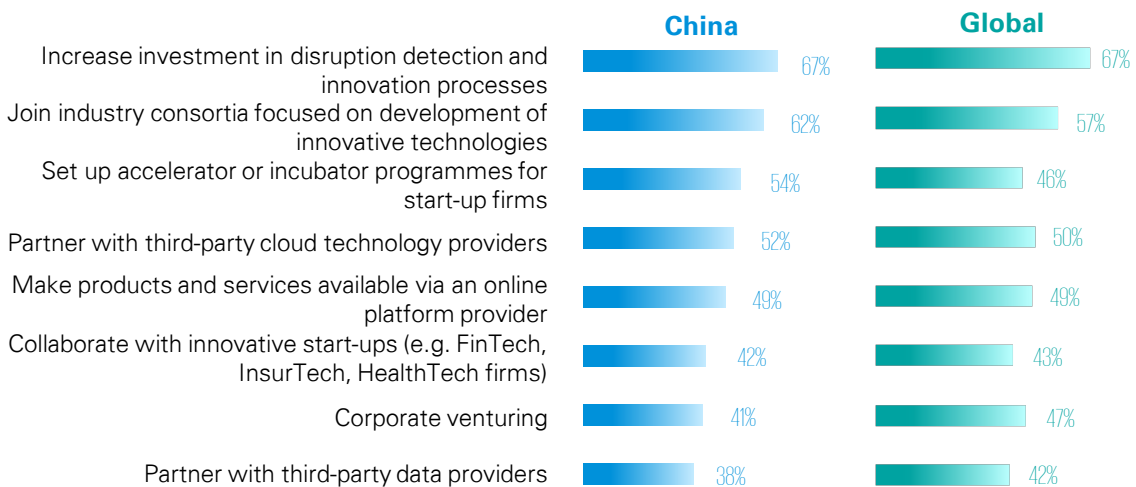 China
Global
Increase investment in disruption detection and
innovation processes
67%
67%
Join industry consortia focused on development of
innovative technologies
62%
57%
Set up accelerator or incubator programmes for
start-up firms
54%
46%
Partner with third-party cloud technology providers
52%
50%
Make products and services available via an online
platform provider
49%
49%
Collaborate with innovative start-ups (e.g. FinTech,
InsurTech, HealthTech firms)
42%
43%
Corporate venturing
41%
47%
Partner with third-party data providers
38%
42%